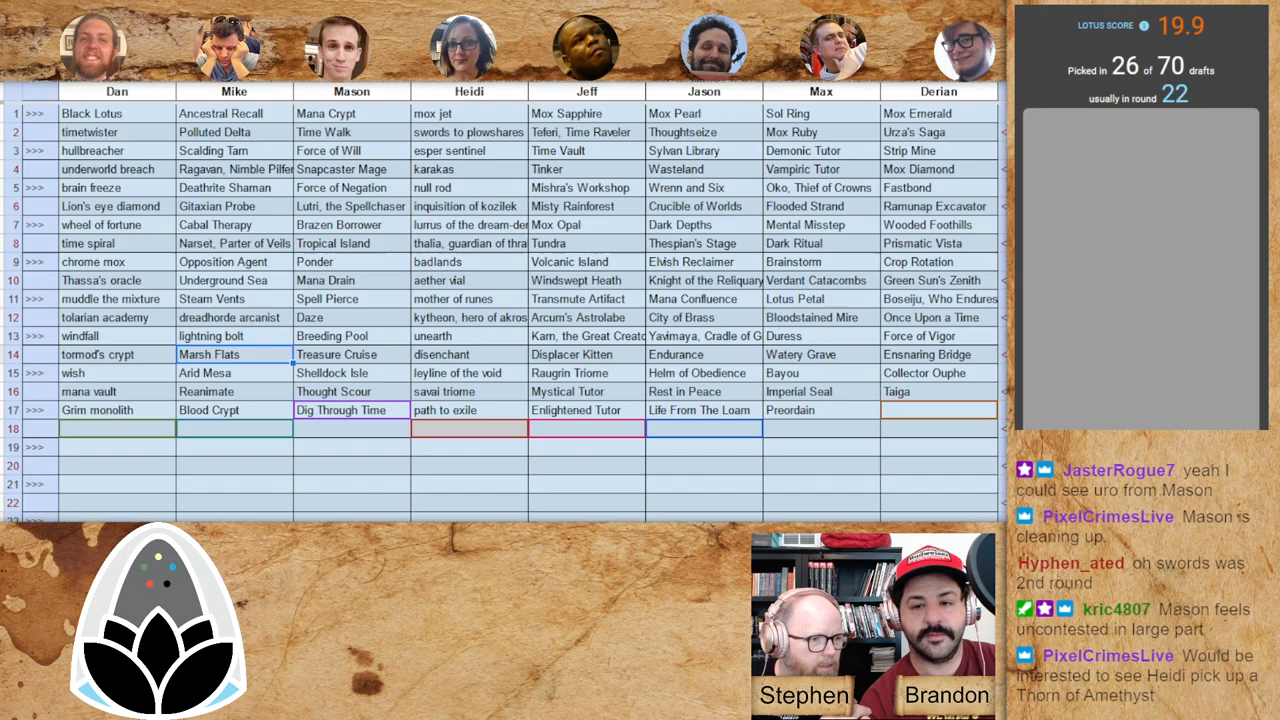 LOTUS SCORE i 19.9
Picked in 26 of 70 drafts
usually in round 22
Dan Mike Mason Heidi Jeff Jason Max Derian
1 >>> Black Lotus Ancestral Recall Mana Crypt mox jet Mox Sapphire Mox Pearl Sol Ring Mox Emerald
2 timetwister Polluted Delta Time Walk swords to plowshares Teferi, Time Raveler Thoughtseize Mox Ruby Urza's Saga <
3 >>> hullbreacher Scalding Tarn Force of Will esper sentinel Time Vault Sylvan Library Demonic Tutor Strip Mine
4 underworld breach Ragavan, Nimble Pilfer Snapcaster Mage karakas Tinker Wasteland Vampiric Tutor Mox Diamond <
5 >>> brain freeze Deathrite Shaman Force of Negation null rod Mishra's Workshop Wrenn and Six Oko, Thief of Crowns Fastbond
6 Lion's eye diamond Gitaxian Probe Lutri, the Spellchaser inquisition of kozilek Misty Rainforest Crucible of Worlds Flooded Strand Ramunap Excavator <
7 >>> wheel of fortune Cabal Therapy Brazen Borrower lurrus of the dream-der Mox Opal Dark Depths Mental Misstep Wooded Foothills
8 time spiral Narset, Parter of Veils Tropical Island thalia, guardian of thra Tundra Thespian's Stage Dark Ritual Prismatic Vista <
9 >>> chrome mox Opposition Agent Ponder badlands Volcanic Island Elvish Reclaimer Brainstorm Crop Rotation
10 Thassa's oracle Underground Sea Mana Drain aether vial Windswept Heath Knight of the Reliquary Verdant Catacombs Green Sun's Zenith <
11 >>> muddle the mixture Steam Vents Spell Pierce mother of runes Transmute Artifact Mana Confluence Lotus Petal Boseiju, Who Endures
12 tolarian academy dreadhorde arcanist Daze kytheon, hero of akros Arcum's Astrolabe City of Brass Bloodstained Mire Once Upon a Time <
13 >>> windfall lightning bolt Breeding Pool unearth Karn, the Great Creato Yavimaya, Cradle of G Duress Force of Vigor
14 tormod's crypt Marsh Flats Treasure Cruise disenchant Displacer Kitten Endurance Watery Grave Ensnaring Bridge <
15 >>> wish Arid Mesa Shelldock Isle leyline of the void Raugrin Triome Helm of Obedience Bayou Collector Ouphe
16 mana vault Reanimate Thought Scour savai triome Mystical Tutor Rest in Peace Imperial Seal Taiga <
17 >>> Grim monolith Blood Crypt Dig Through Time path to exile Enlightened Tutor Life From The Loam Preordain
18 <
19 >>>
20 <
21 >>>
22 <
JasterRogue7 yeah I
could see uro from Mason
PixelCrimesLive Mason is
cleaning up.
Hyphen_ated oh swords was
2nd round
kric4807 Mason feels
uncontested in large part
PixelCrimesLive Would be
interested to see Heidi pick up a
Thorn of Amethyst
Budweiser
Stephen Brandon